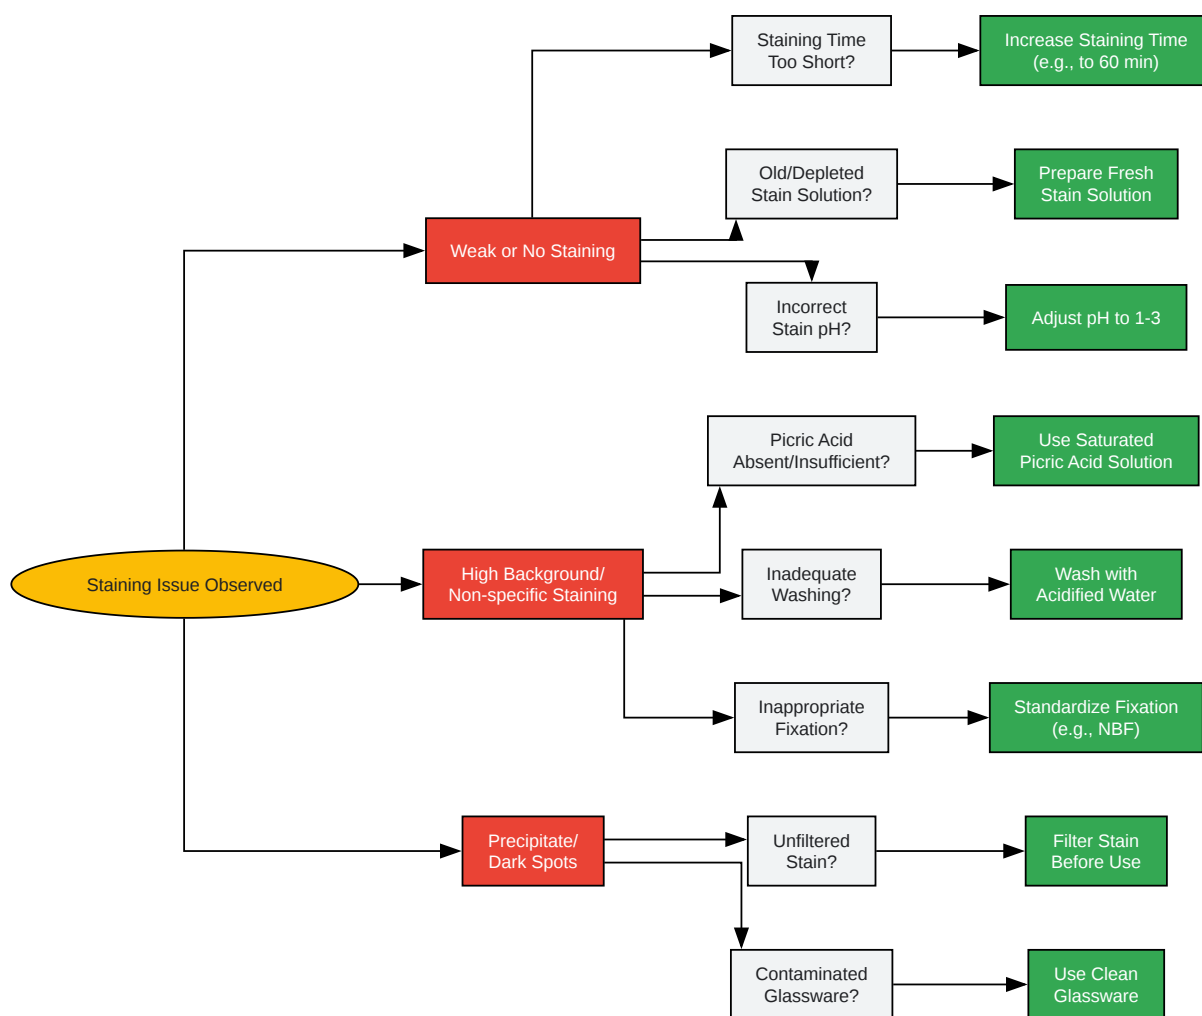 Staining Time
Too Short?
Increase Staining Time
(e.g., to 60 min)
Old/Depleted
Stain Solution?
Prepare Fresh
Stain Solution
Weak or No Staining
Incorrect
Stain pH?
Adjust pH to 1-3
Picric Acid
Absent/Insufficient?
Use Saturated
Picric Acid Solution
Staining Issue Observed
High Background/
Non-specific Staining
Inadequate
Washing?
Wash with
Acidified Water
Inappropriate
Fixation?
Standardize Fixation
(e.g., NBF)
Precipitate/
Dark Spots
Unfiltered
Stain?
Filter Stain
Before Use
Contaminated
Glassware?
Use Clean
Glassware